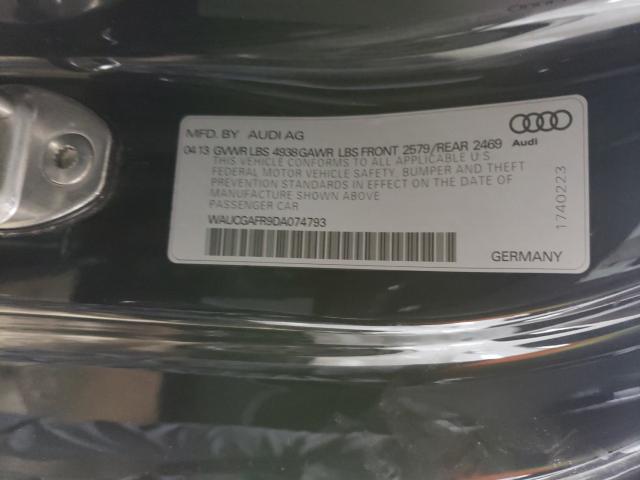 MFD. BY AUDI AG
04 13 GVWR LBS 4938 GAWR LBS FRONT 2579/REAR 2469
THIS VEHICLE CONFORMS TO ALL APPLICABLE U S
FEDERAL MOTOR VEHICLE SAFETY, BUMPER AND THEFT
PREVENTION STANDARDS IN EFFECT ON THE DATE OF
MANUFACTURE SHOWN ABOVE
PASSENGER CAR
WAUCGAFR9DA074793
Audi
1740223
GERMANY